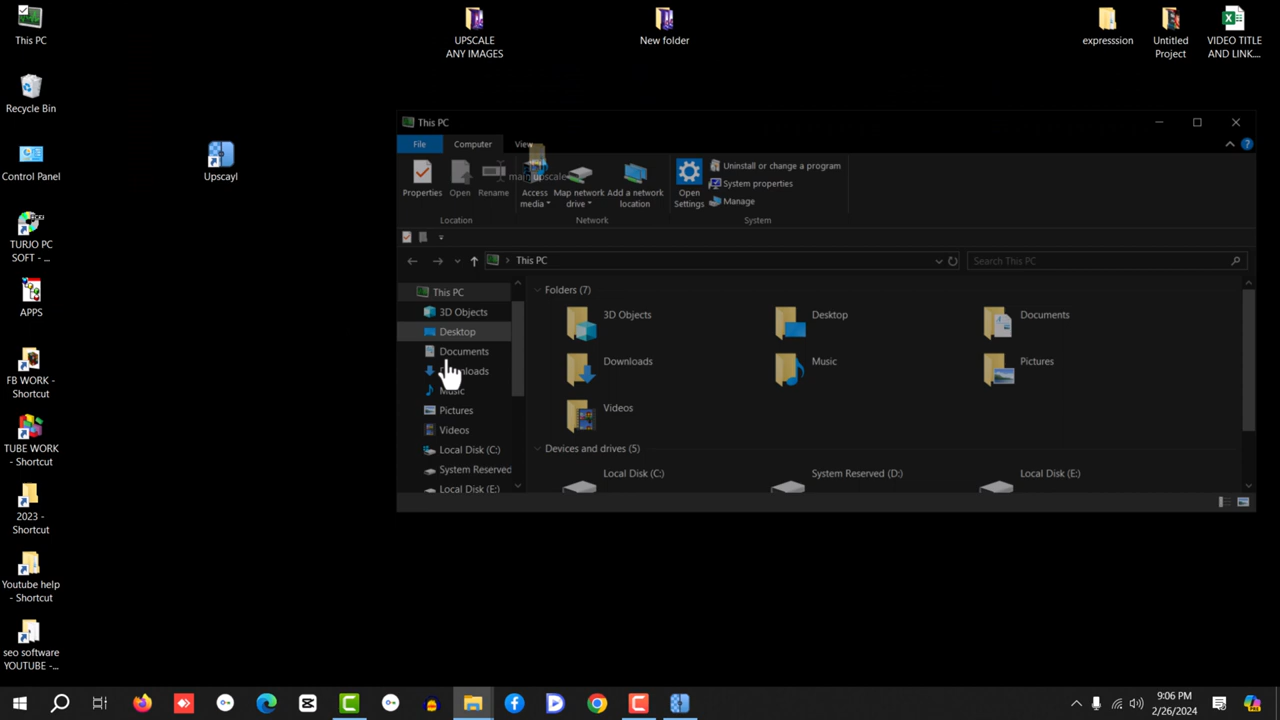 This PC
UPSCALE
ANY IMAGES
New folder
expresssion
Untitled
Project
VIDEO TITLE
AND LINK....
Recycle Bin
Control Panel
Upscayl
TURJO PC
SOFT - ...
APPS
FB WORK -
Shortcut
TUBE WORK
- Shortcut
2023 -
Shortcut
Youtube help
- Shortcut
seo software
YOUTUBE -...
This PC
File
Computer
View
main upscale
Properties
Open
Rename
Access
media
Map network
drive
Add a network
location
Open
Settings
Uninstall or change a program
System properties
Manage
Location
Network
System
This PC
Search This PC
This PC
3D Objects
Desktop
Documents
Downloads
Music
Pictures
Videos
Local Disk (C:)
System Reserved
Local Disk (E:)
Folders (7)
3D Objects
Desktop
Documents
Downloads
Music
Pictures
Videos
Devices and drives (5)
Local Disk (C:)
System Reserved (D:)
Local Disk (E:)
9:06 PM
2/26/2024